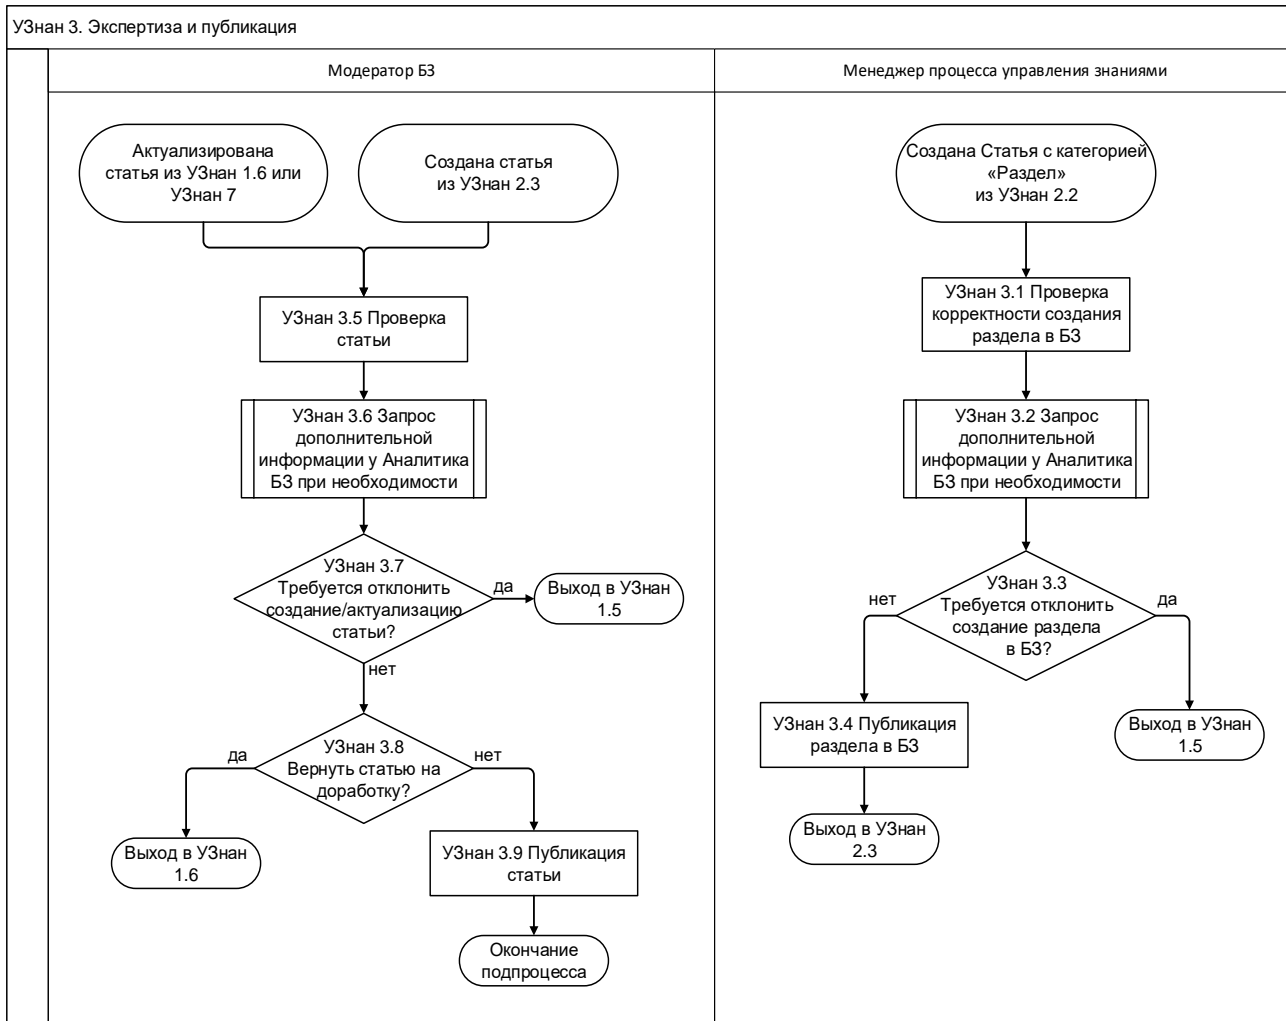 УЗнан 3. Экспертиза и публикация
Модератор БЗ
Менеджер процесса управления знаниями
Актуализирована
статья из УЗнан 1.6 или
УЗнан 7
Создана статья
из УЗнан 2.3
УЗнан 3.5 Проверка
статьи
УЗнан 3.6 Запрос
дополнительной
информации у Аналитика
БЗ при необходимости
УЗнан 3.7
Требуется отклонить
создание/актуализацию
статьи?
да
Выход в УЗнан
1.5
нет
УЗнан 3.8
Вернуть статью на
доработку?
да
нет
Выход в УЗнан
1.6
УЗнан 3.9 Публикация
статьи
Окончание
подпроцесса
Создана Статья с категорией
«Раздел»
из УЗнан 2.2
УЗнан 3.1 Проверка
корректности создания
раздела в БЗ
УЗнан 3.2 Запрос
дополнительной
информации у Аналитика
БЗ при необходимости
УЗнан 3.3
Требуется отклонить
создание раздела
в БЗ?
нет
да
УЗнан 3.4 Публикация
раздела в БЗ
Выход в УЗнан
1.5
Выход в УЗнан
2.3